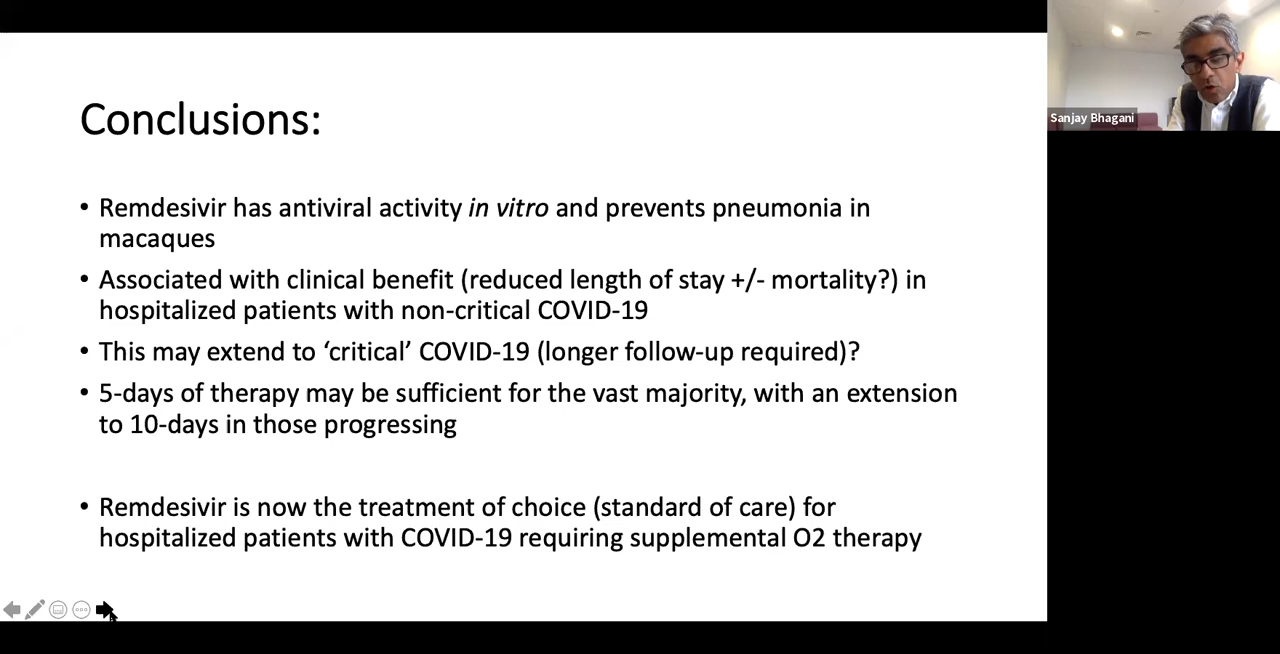 Conclusions:
• Remdesivir has antiviral activity in vitro and prevents pneumonia in
macaques
• Associated with clinical benefit (reduced length of stay +/- mortality?) in
hospitalized patients with non-critical COVID-19
• This may extend to ‘critical’ COVID-19 (longer follow-up required)?
• 5-days of therapy may be sufficient for the vast majority, with an extension
to 10-days in those progressing
• Remdesivir is now the treatment of choice (standard of care) for
hospitalized patients with COVID-19 requiring supplemental O2 therapy
Sanjay Bhagani